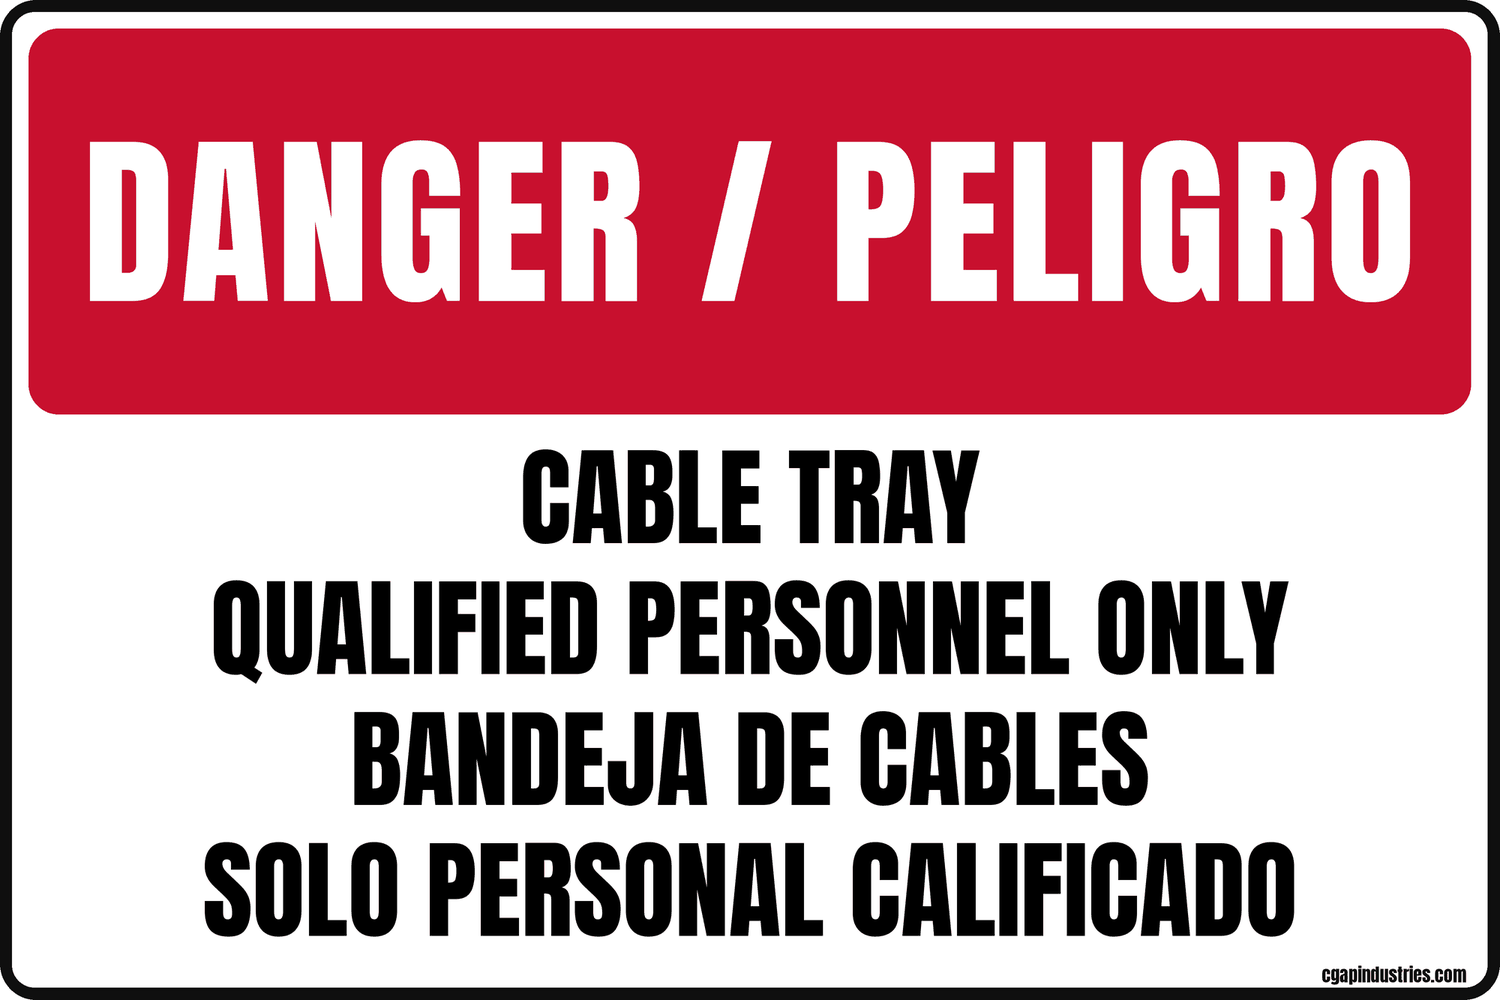 DANGER / PELIGRO
CABLE TRAY
QUALIFIED PERSONNEL ONLY
BANDEJA DE CABLES
SOLO PERSONAL CALIFICADO
cgapindustries.com